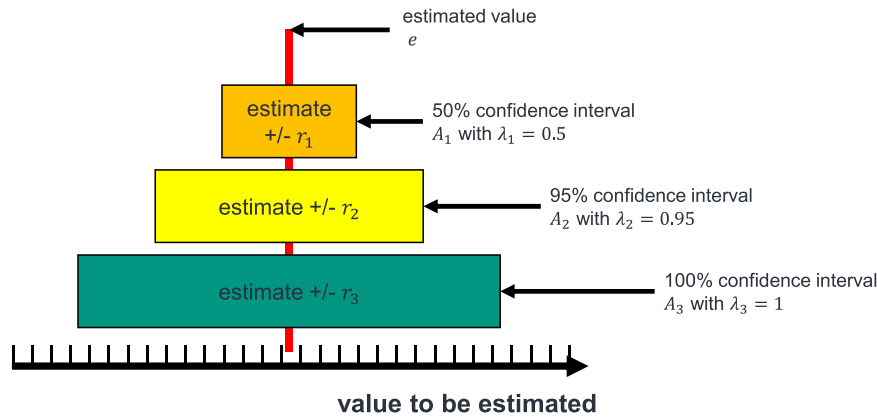 estimated value
e
estimate
+/- r₁
50% confidence interval
A₁ with λ₁ = 0.5
estimate +/- r₂
95% confidence interval
A₂ with λ₂ = 0.95
estimate +/- r₃
100% confidence interval
A₃ with λ₃ = 1
value to be estimated